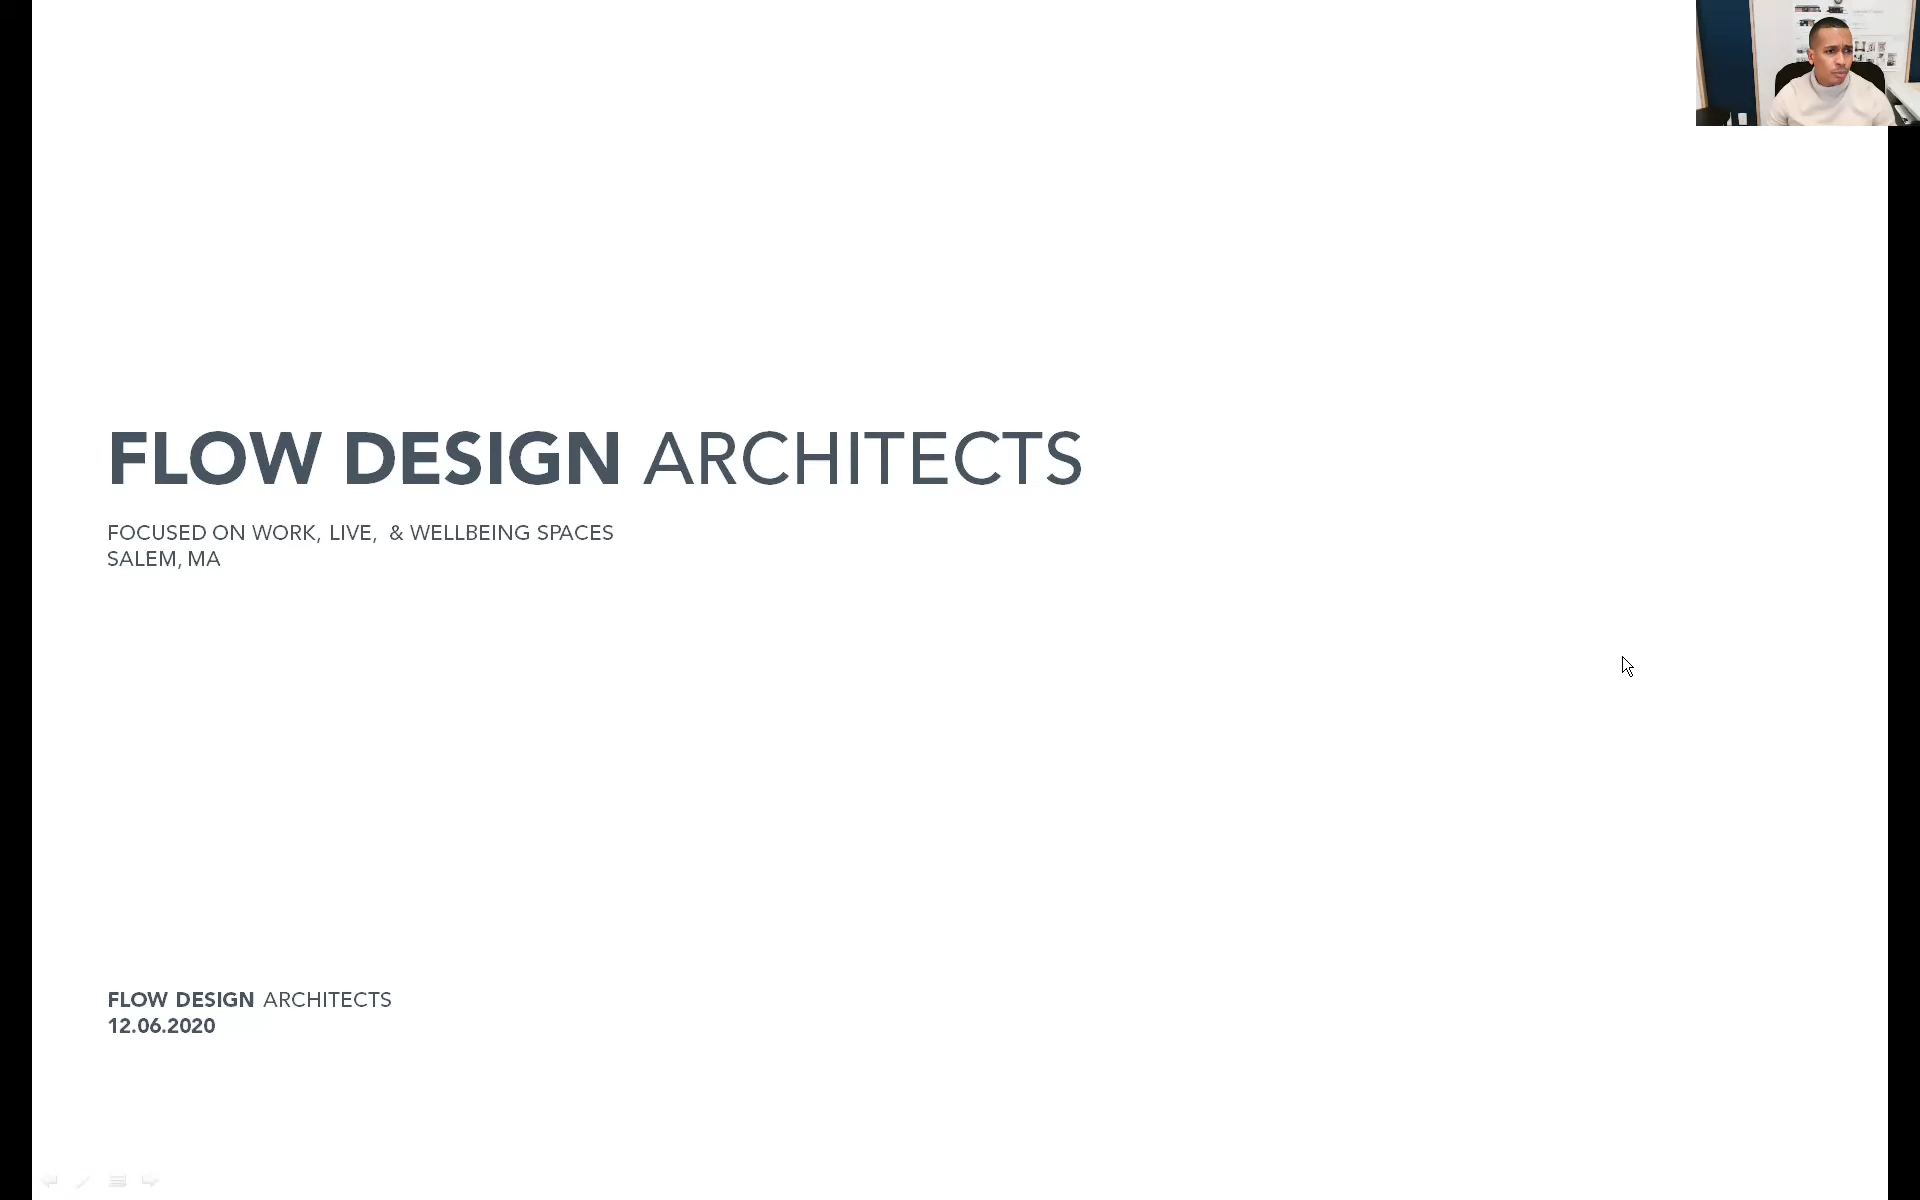 FLOW DESIGN ARCHITECTS
FOCUSED ON WORK, LIVE,  & WELLBEING SPACES
SALEM, MA
FLOW DESIGN ARCHITECTS
12.06.2020